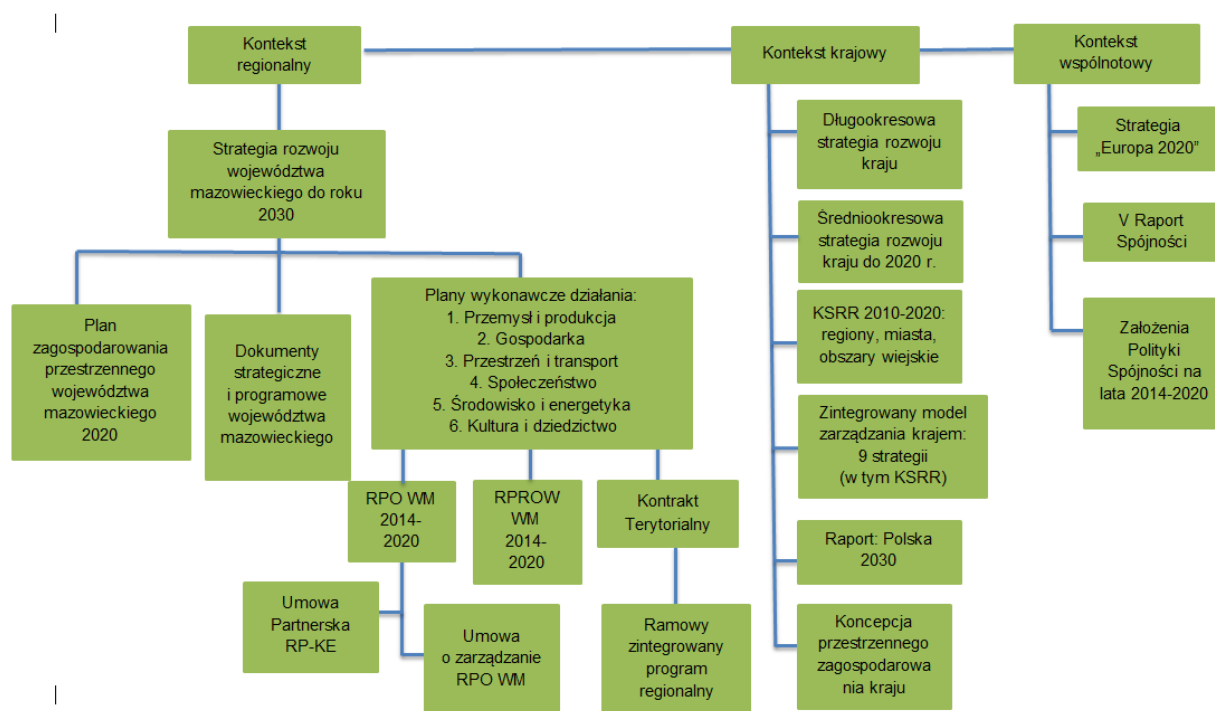 Kontekst
regionalny
Kontekst krajowy
Kontekst
wspólnotowy
Strategia rozwoju
województwa
mazowieckiego do roku
2030
Plan
zagospodarowania
przestrzennego
województwa
mazowieckiego
2020
Dokumenty
strategiczne
i programowe
województwa
mazowieckiego
Plany wykonawcze działania:
1. Przemysł i produkcja
2. Gospodarka
3. Przestrzeń i transport
4. Społeczeństwo
5. Środowisko i energetyka
6. Kultura i dziedzictwo
RPO WM
2014-
2020
RPROW
WM
2014-
2020
Kontrakt
Terytorialny
Umowa
Partnerska
RP-KE
Umowa
o zarządzanie
RPO WM
Ramowy
zintegrowany
program
regionalny
Długookresowa
strategia rozwoju
kraju
Średniookresowa
strategia rozwoju
kraju do 2020 r.
KSRR 2010-2020:
regiony, miasta,
obszary wiejskie
Zintegrowany model
zarządzania krajem:
9 strategii
(w tym KSRR)
Raport: Polska
2030
Koncepcja
przestrzennego
zagospodarowa
nia kraju
Strategia
„Europa 2020”
V Raport
Spójności
Założenia
Polityki
Spójności na
lata 2014-2020